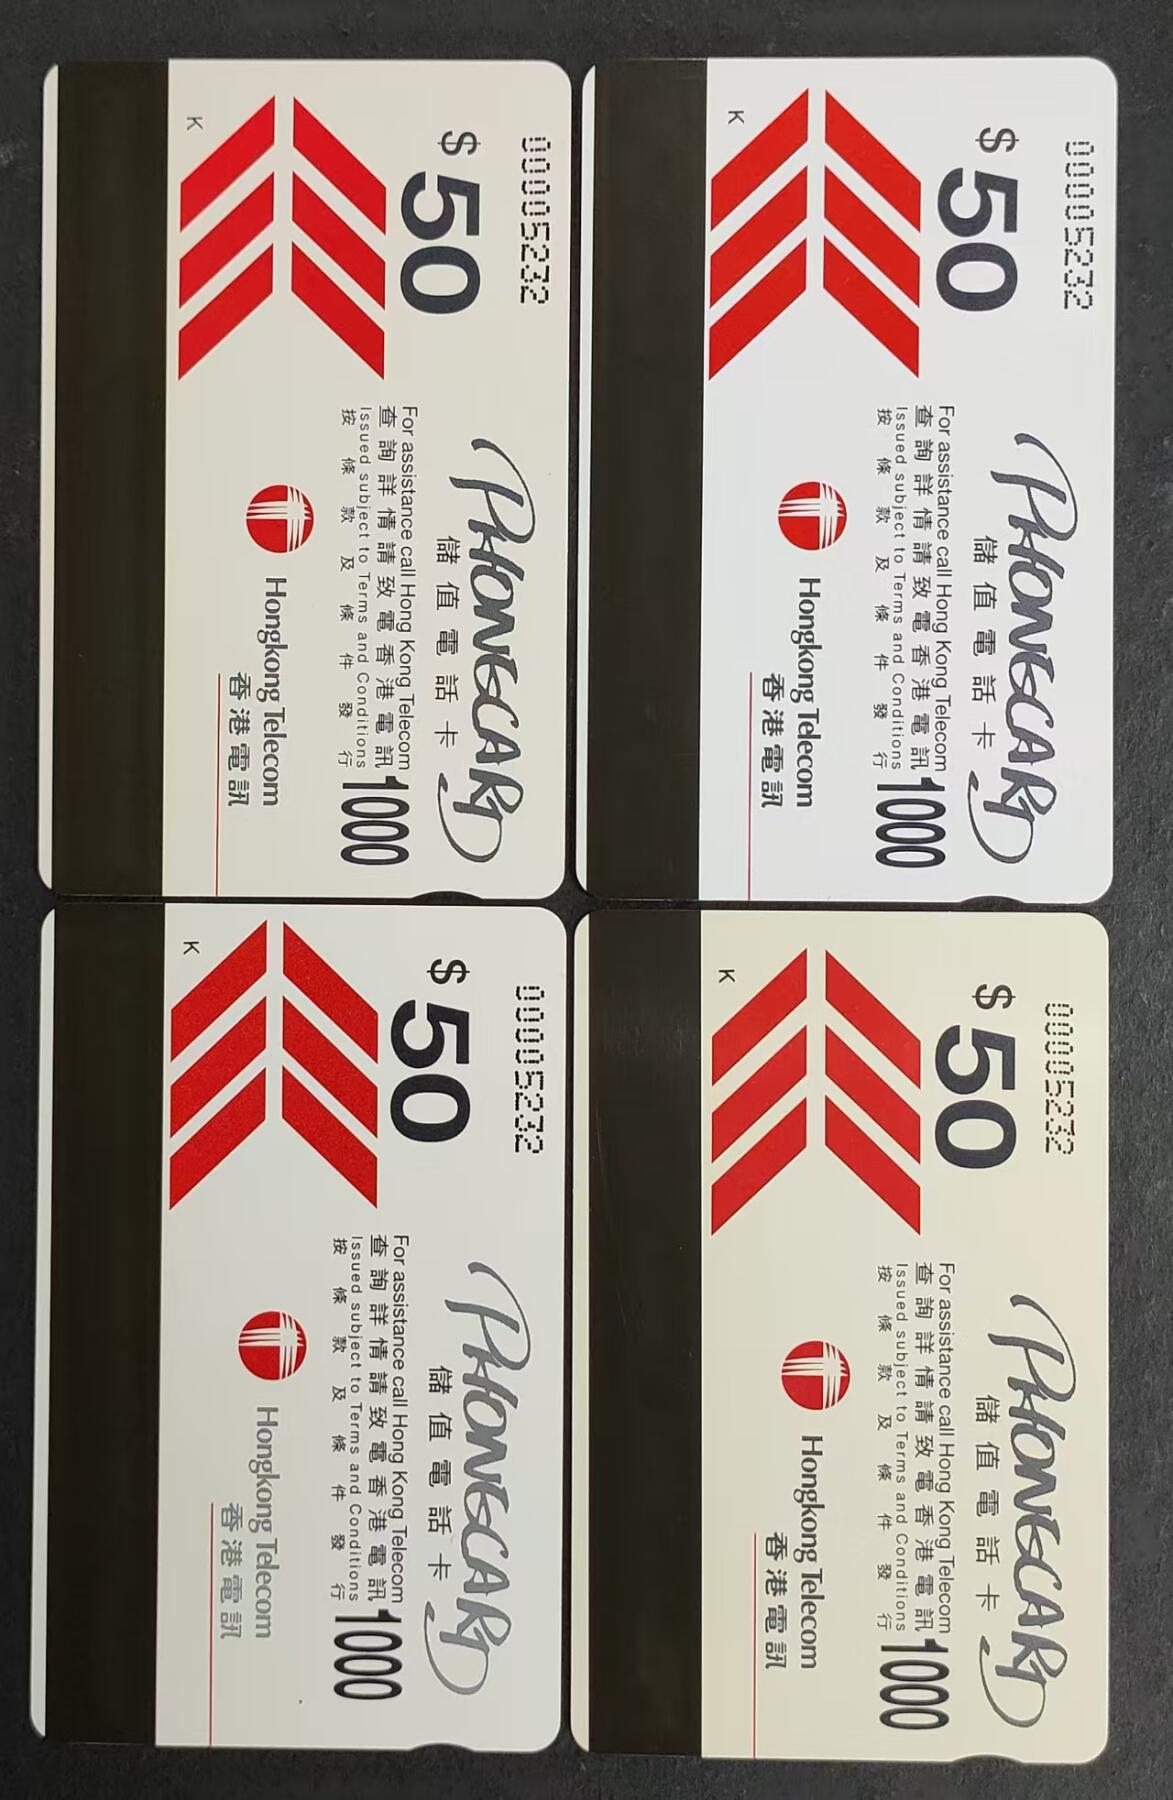 00005232
$50
K
PHONECARD
儲值電話卡
For assistance call Hong Kong Telecom
查詢詳情請致電香港電訊
Issued subject to Terms and Conditions
按條款及條件發行
1000
Hongkong Telecom
香港電訊
00005232
$50
K
PHONECARD
儲值電話卡
For assistance call Hong Kong Telecom
查詢詳情請致電香港電訊
Issued subject to Terms and Conditions
按條款及條件發行
1000
Hongkong Telecom
香港電訊
00005232
$50
K
PHONECARD
儲值電話卡
For assistance call Hong Kong Telecom
查詢詳情請致電香港電訊
Issued subject to Terms and Conditions
按條款及條件發行
1000
Hongkong Telecom
香港電訊
00005232
$50
K
PHONECARD
儲值電話卡
For assistance call Hong Kong Telecom
查詢詳情請致電香港電訊
Issued subject to Terms and Conditions
按條款及條件發行
1000
Hongkong Telecom
香港電訊